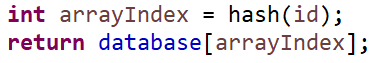 int arrayIndex = hash(id);
return database[arrayIndex];